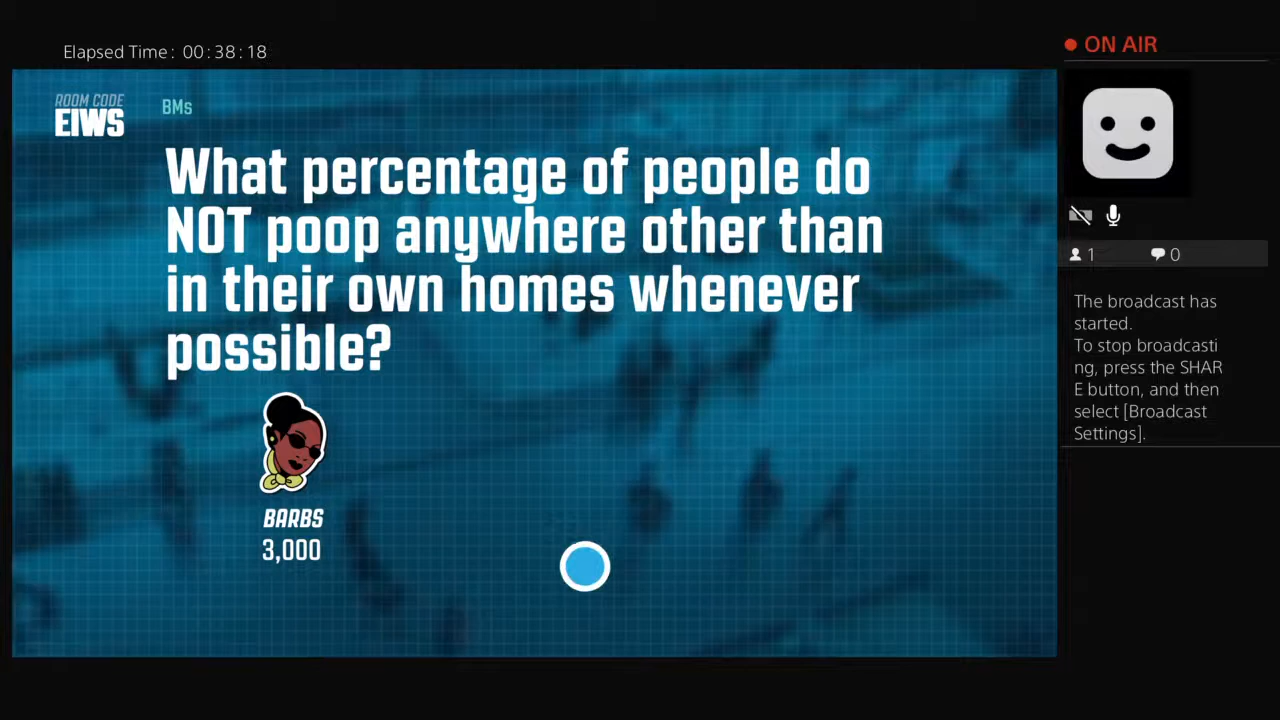 Elapsed Time: 00:38:18
ON AIR
ROOM CODE
EIWS
BMs
What percentage of people do
NOT poop anywhere other than
in their own homes whenever
possible?
BARBS
3,000
1
0
The broadcast has
started.
To stop broadcasti
ng, press the SHAR
E button, and then
select [Broadcast
Settings].